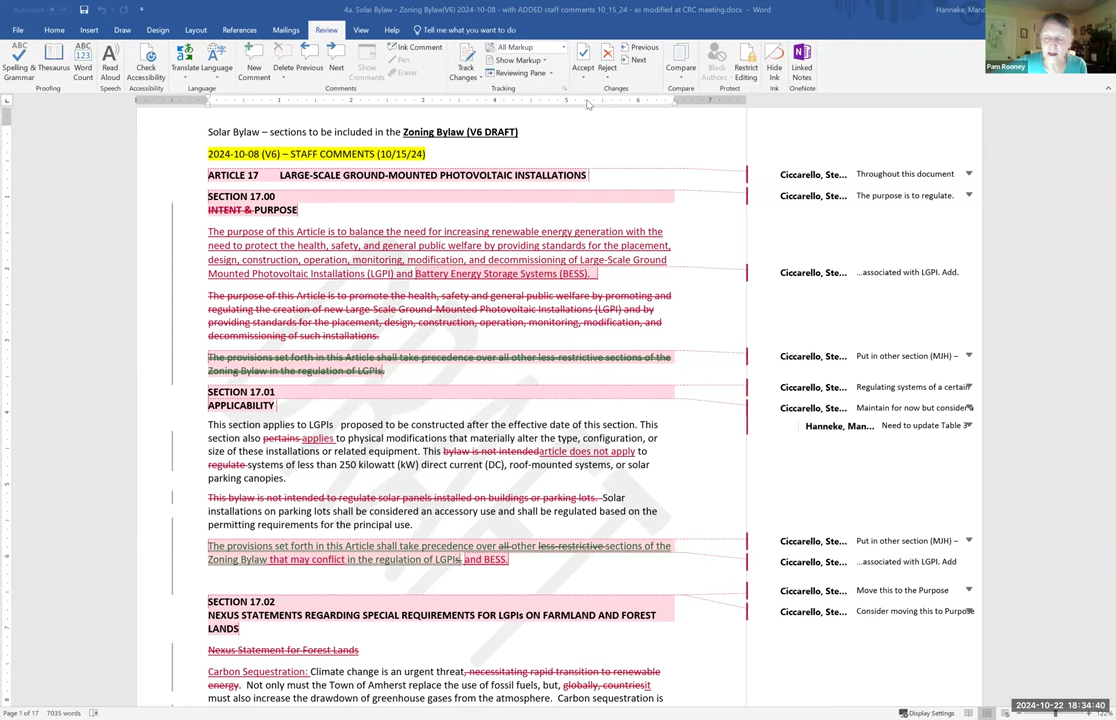 4a. Solar Bylaw - Zoning Bylaw(V6) 2024-10-08 - with ADDED staff comments 10_15_24 - as modified at CRC meeting.docx - Word
AutoSave
File Home Insert Draw Design Layout References Mailings Review View Help Tell me what you want to do
Spelling & Grammar
Thesaurus
Word Count
Read Aloud
Check Accessibility
Translate
Language
New Comment
Delete
Previous
Next
Show Comments
Ink Comment
Pen
Eraser
Track Changes
All Markup
Show Markup
Reviewing Pane
Accept
Reject
Previous
Next
Compare
Block Authors
Restrict Editing
Hide Ink
Linked Notes
Proofing Speech Accessibility Language Comments Tracking Changes Compare Protect Ink OneNote
Pam Rooney
Solar Bylaw – sections to be included in the Zoning Bylaw (V6 DRAFT)
2024-10-08 (V6) – STAFF COMMENTS (10/15/24)
ARTICLE 17 LARGE-SCALE GROUND-MOUNTED PHOTOVOLTAIC INSTALLATIONS
SECTION 17.00
INTENT & PURPOSE
The purpose of this Article is to balance the need for increasing renewable energy generation with the
need to protect the health, safety, and general public welfare by providing standards for the placement,
design, construction, operation, monitoring, modification, and decommissioning of Large-Scale Ground
Mounted Photovoltaic Installations (LGPI) and Battery Energy Storage Systems (BESS).
The purpose of this Article is to promote the health, safety and general public welfare by promoting and
regulating the creation of new Large-Scale Ground-Mounted Photovoltaic Installations (LGPI) and by
providing standards for the placement, design, construction, operation, monitoring, modification, and
decommissioning of such installations.
The provisions set forth in this Article shall take precedence over all other less-restrictive sections of the
Zoning Bylaw in the regulation of LGPIs.
SECTION 17.01
APPLICABILITY
This section applies to LGPIs proposed to be constructed after the effective date of this section. This
section also pertains applies to physical modifications that materially alter the type, configuration, or
size of these installations or related equipment. This bylaw is not intendedarticle does not apply to
regulate systems of less than 250 kilowatt (kW) direct current (DC), roof-mounted systems, or solar
parking canopies.
This bylaw is not intended to regulate solar panels installed on buildings or parking lots. Solar
installations on parking lots shall be considered an accessory use and shall be regulated based on the
permitting requirements for the principal use.
The provisions set forth in this Article shall take precedence over all other less-restrictive sections of the
Zoning Bylaw that may conflict in the regulation of LGPIs. and BESS.
SECTION 17.02
NEXUS STATEMENTS REGARDING SPECIAL REQUIREMENTS FOR LGPIs ON FARMLAND AND FOREST
LANDS
Nexus Statement for Forest Lands
Carbon Sequestration: Climate change is an urgent threat, necessitating rapid transition to renewable
energy. Not only must the Town of Amherst replace the use of fossil fuels, but, globally, countriesit
must also increase the drawdown of greenhouse gases from the atmosphere. Carbon sequestration is
Ciccarello, Ste... Throughout this document
Ciccarello, Ste... The purpose is to regulate.
Ciccarello, Ste... ...associated with LGPI. Add.
Ciccarello, Ste... Put in other section (MJH) –
Ciccarello, Ste... Regulating systems of a certain
Ciccarello, Ste... Maintain for now but consider
Hanneke, Man... Need to update Table 3
Ciccarello, Ste... Put in other section (MJH) –
Ciccarello, Ste... ...associated with LGPI. Add
Ciccarello, Ste... Move this to the Purpose
Ciccarello, Ste... Consider moving this to Purpose
DRAFT
Page 1 of 17 7035 words
Display Settings
2024-10-22 18:34:40